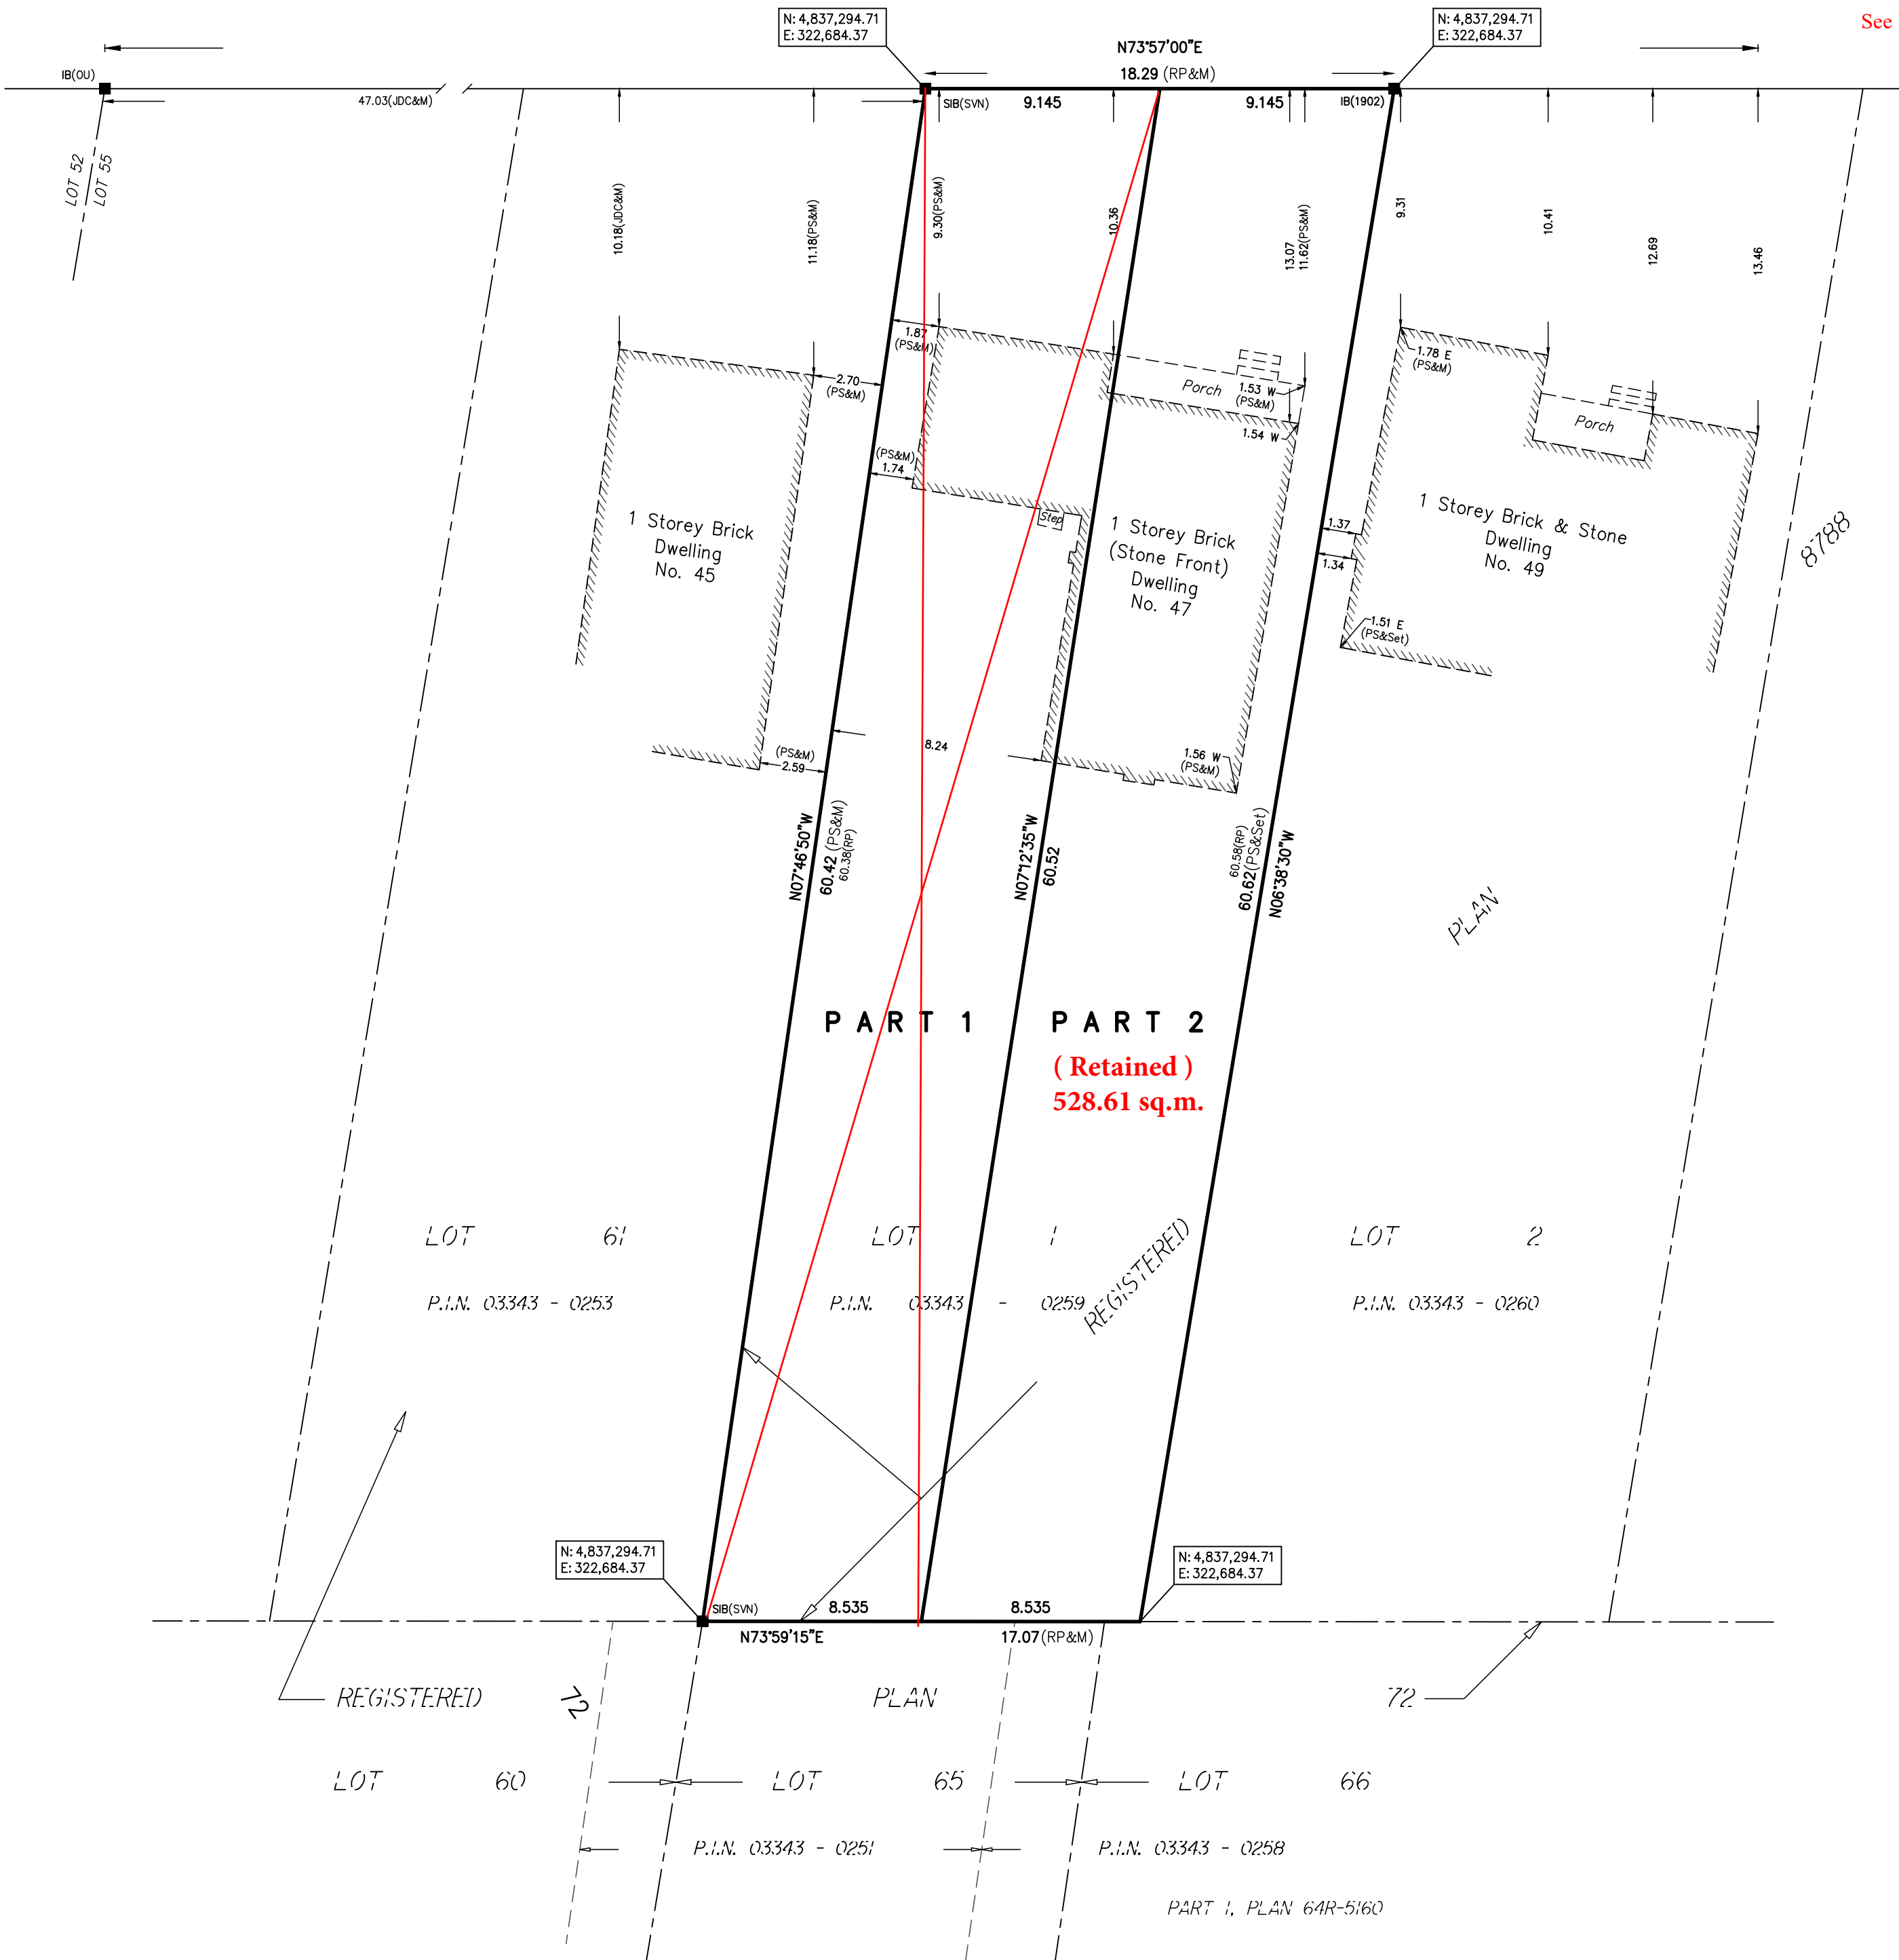 See
N: 4,837,294.71
E: 322,684.37
N: 4,837,294.71
E: 322,684.37
N73°57'00"E
18.29 (RP&M)
IB(OU)
47.03(JDC&M)
SIB(SVN)
9.145
9.145
IB(1902)
LOT 52
LOT 55
10.18(JDC&M)
11.18(PS&M)
9.30(PS&M)
10.36
13.07
11.62(PS&M)
9.31
10.41
12.69
13.46
1.87
(PS&M)
2.70
(PS&M)
Porch
1.53 W
(PS&M)
1.54 W
1.78 E
(PS&M)
Porch
(PS&M)
1.74
Step
1 Storey Brick
Dwelling
No. 45
1 Storey Brick
(Stone Front)
Dwelling
No. 47
1 Storey Brick & Stone
Dwelling
No. 49
1.37
1.34
8788
1.51 E
(PS&Set)
8.24
(PS&M)
2.59
1.56 W
(PS&M)
N07°46'50"W
60.42 (PS&M)
60.38(RP)
N07°12'35"W
60.52
60.58(RP)
60.62(PS&Set)
N06°38'30"W
PLAN
PART 1
PART 2
( Retained )
528.61 sq.m.
LOT 61
LOT 1
REGISTERED
LOT 2
P.I.N. 03343 - 0253
P.I.N. 03343 - 0259
P.I.N. 03343 - 0260
N: 4,837,294.71
E: 322,684.37
N: 4,837,294.71
E: 322,684.37
SIB(SVN)
8.535
8.535
N73°59'15"E
17.07(RP&M)
REGISTERED
72
PLAN
72
LOT 60
LOT 65
LOT 66
P.I.N. 03343 - 0251
P.I.N. 03343 - 0258
PART 1, PLAN 64R-5160